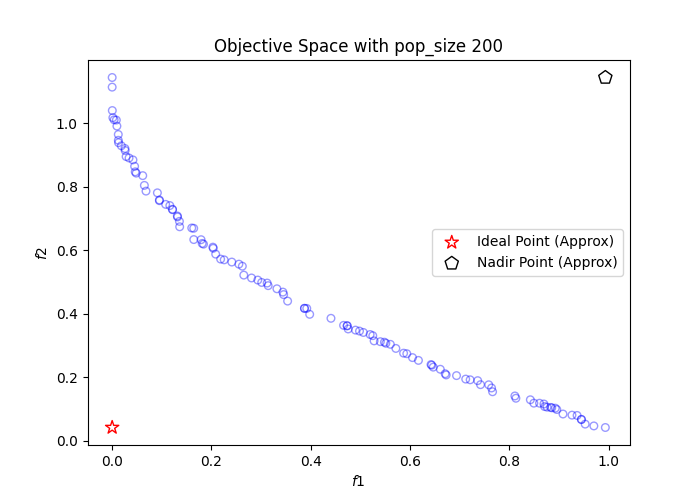 Objective Space with pop_size 200
f2
1.0
0.8
0.6
0.4
0.2
0.0
Ideal Point (Approx)
Nadir Point (Approx)
0.0 0.2 0.4 0.6 0.8 1.0
f1